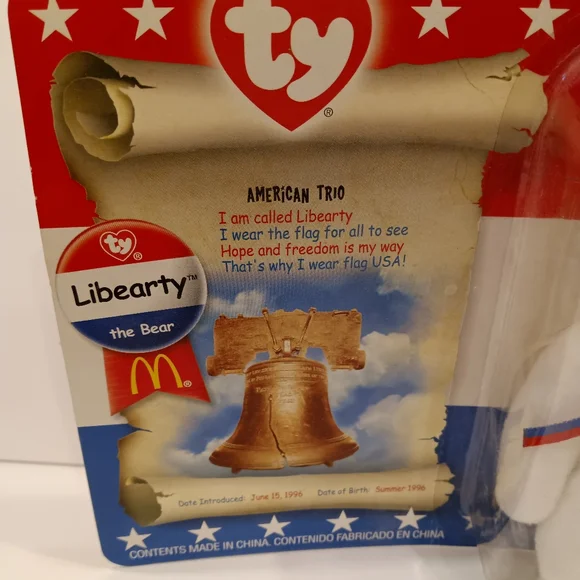 ty®
AMERICAN TRIO
I am called Libearty
I wear the flag for all to see
Hope and freedom is my way
That's why I wear flag USA!
ty®
Libearty™
the Bear
M®
Date Introduced: June 15, 1996 Date of Birth: Summer 1996
CONTENTS MADE IN CHINA. CONTENIDO FABRICADO EN CHINA